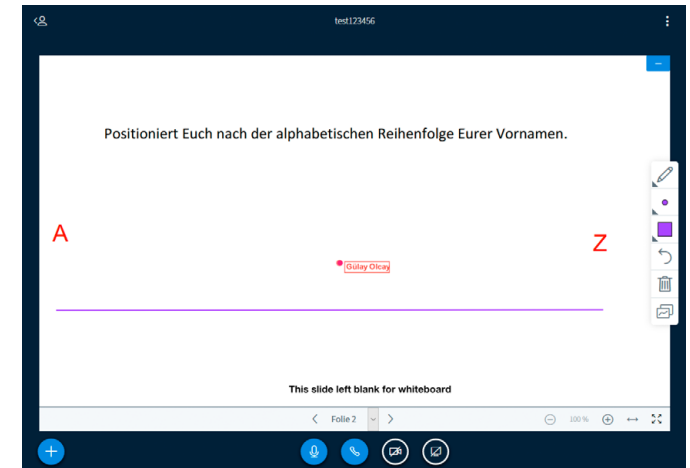 test123456
Positioniert Euch nach der alphabetischen Reihenfolge Eurer Vornamen.
A
Z
Gülay Olcay
This slide left blank for whiteboard
Folie 2
100 %